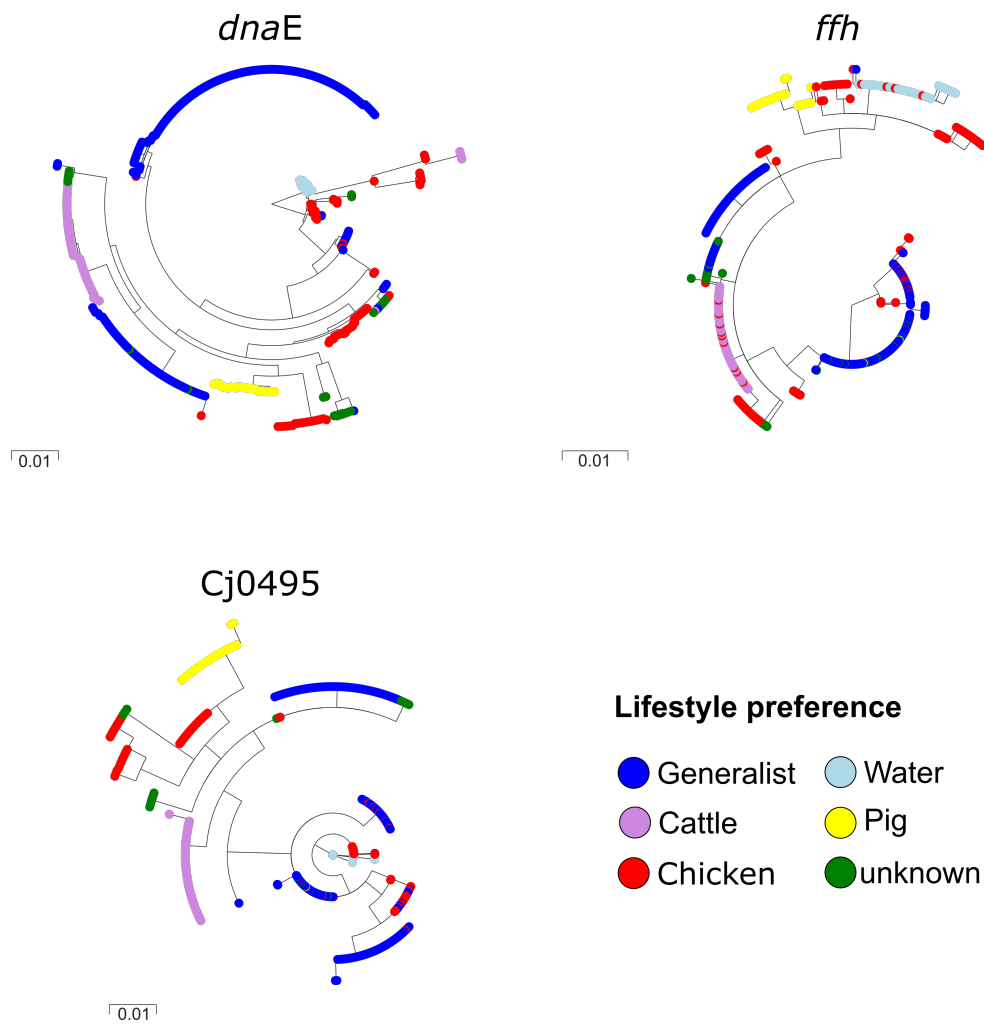 dnaE
ffh
0.01
0.01
Cj0495
Lifestyle preference
Generalist
Water
Cattle
Pig
Chicken
unknown
0.01